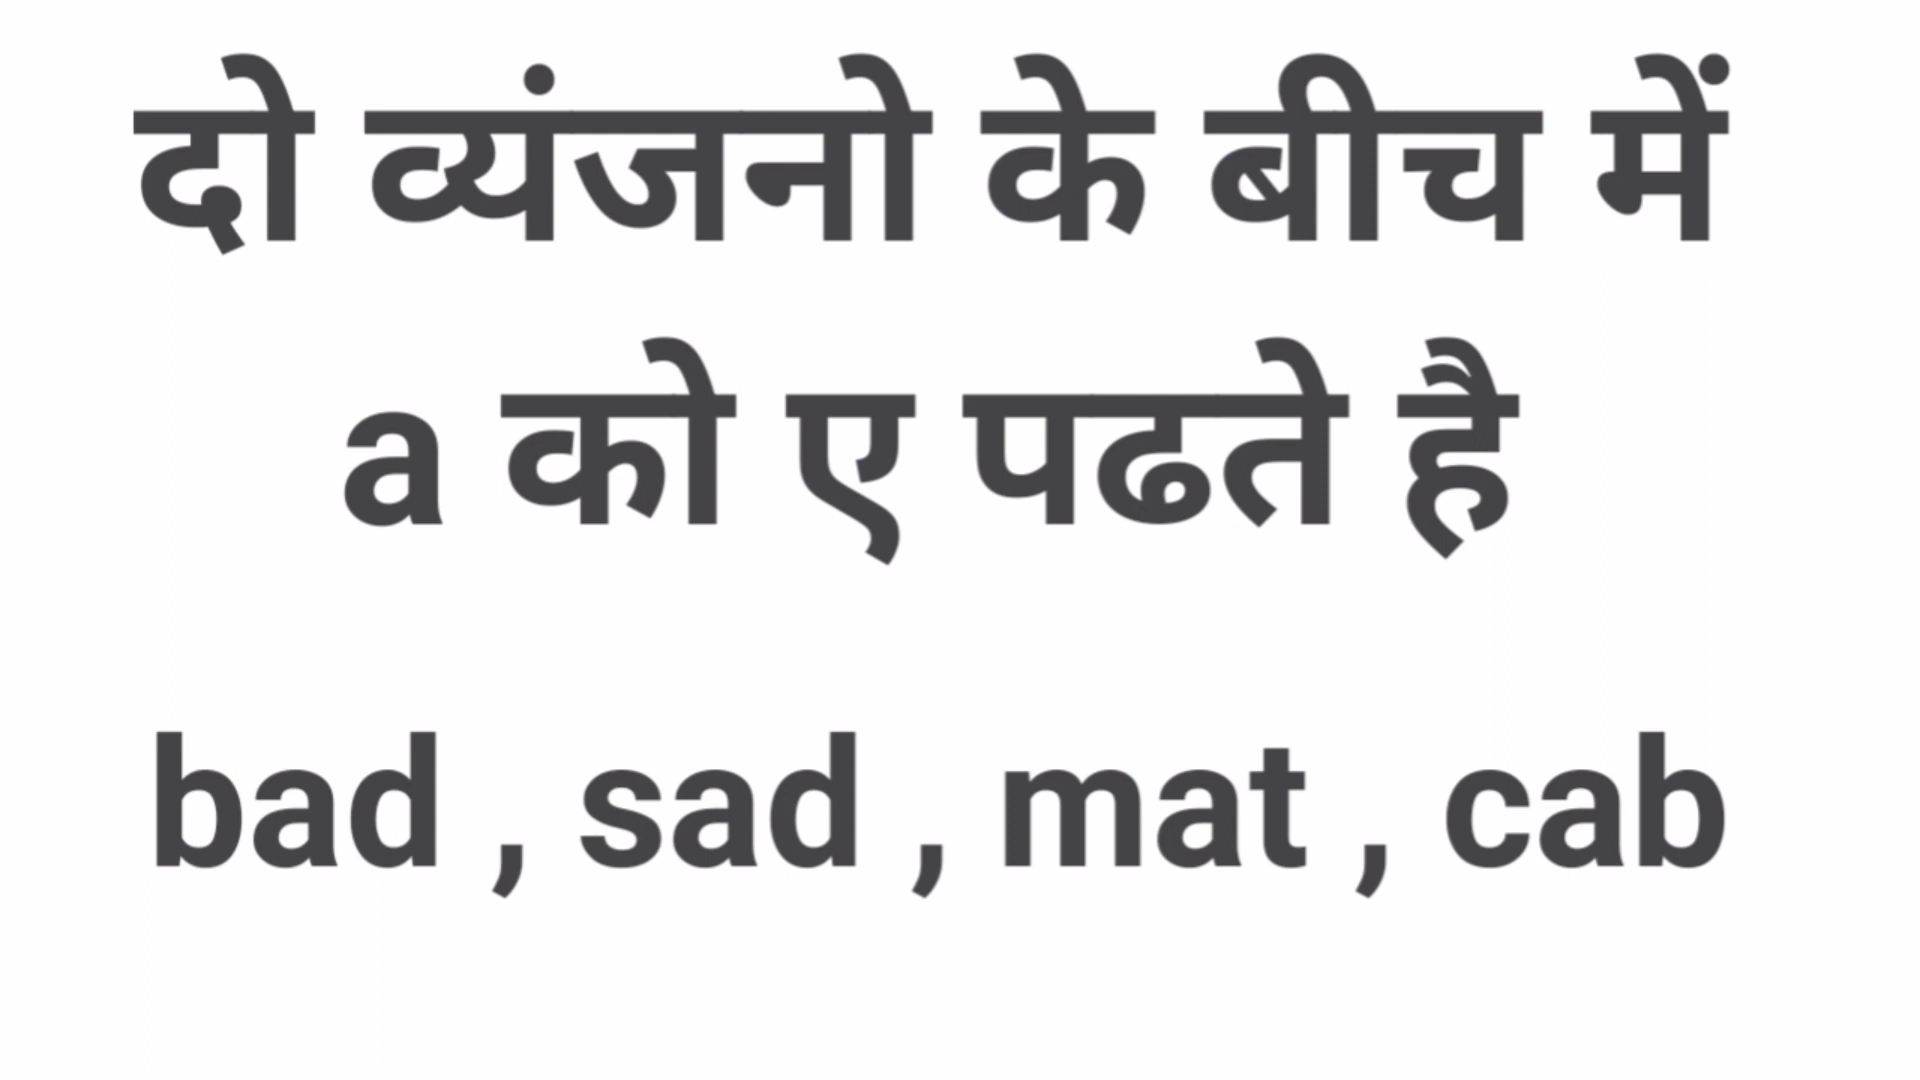 दो व्यंजनो के बीच में
a को ए पढते है
bad , sad , mat , cab